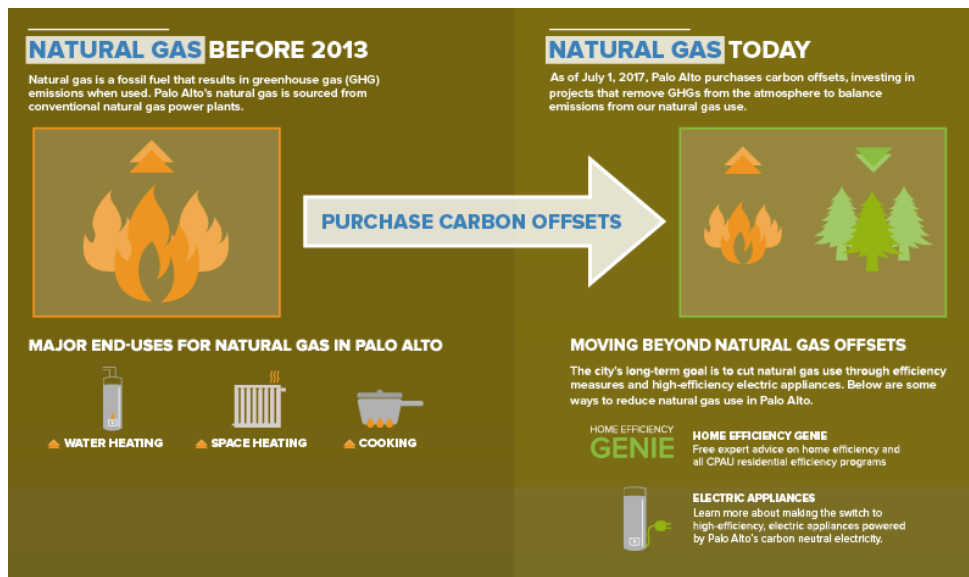 NATURAL GAS BEFORE 2013
Natural gas is a fossil fuel that results in greenhouse gas (GHG)
emissions when used. Palo Alto's natural gas is sourced from
conventional natural gas power plants.
MAJOR END-USES FOR NATURAL GAS IN PALO ALTO
WATER HEATING
SPACE HEATING
COOKING
PURCHASE CARBON OFFSETS
NATURAL GAS TODAY
As of July 1, 2017, Palo Alto purchases carbon offsets, investing in
projects that remove GHGs from the atmosphere to balance
emissions from our natural gas use.
MOVING BEYOND NATURAL GAS OFFSETS
The city's long-term goal is to cut natural gas use through efficiency
measures and high-efficiency electric appliances. Below are some
ways to reduce natural gas use in Palo Alto.
HOME EFFICIENCY
GENIE
HOME EFFICIENCY GENIE
Free expert advice on home efficiency and
all CPAU residential efficiency programs
ELECTRIC APPLIANCES
Learn more about making the switch to
high-efficiency, electric appliances powered
by Palo Alto's carbon neutral electricity.